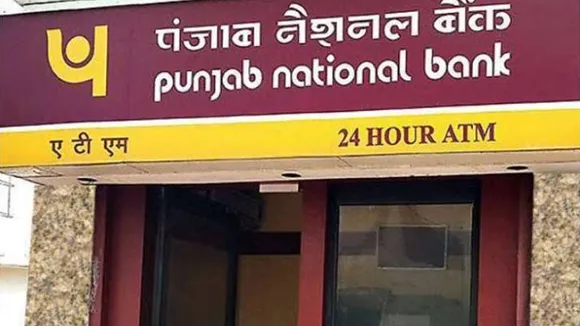 पंजाब नैशनल बैंक
punjab national bank
ए टी एम 24 HOUR ATM